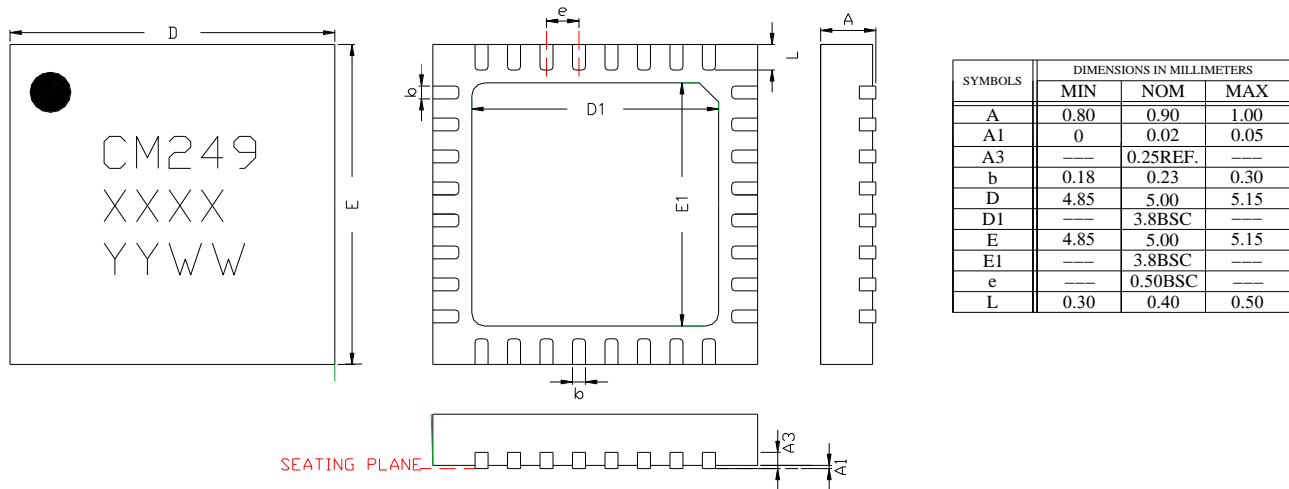 D
CM249
XXXX
YYWW
E
e
L
b
D1
E1
b
A
SEATING PLANE
A3
A1
SYMBOLS DIMENSIONS IN MILLIMETERS
MIN NOM MAX
A 0.80 0.90 1.00
A1 0 0.02 0.05
A3 --- 0.25REF. ---
b 0.18 0.23 0.30
D 4.85 5.00 5.15
D1 --- 3.8BSC ---
E 4.85 5.00 5.15
E1 --- 3.8BSC ---
e --- 0.50BSC ---
L 0.30 0.40 0.50